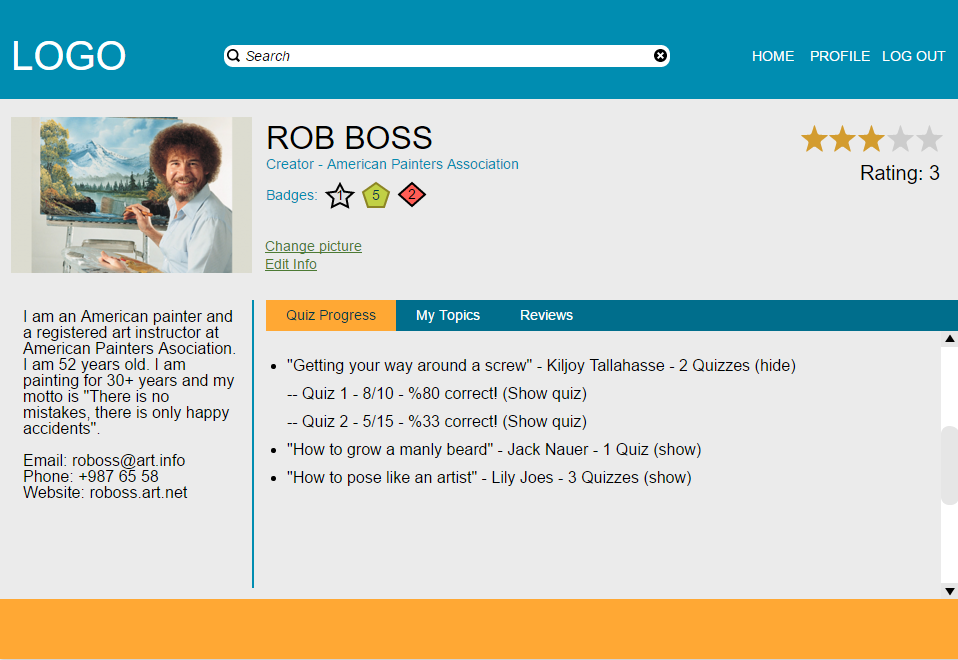 LOGO
Search
HOME PROFILE LOG OUT
ROB BOSS
Creator - American Painters Association
Badges: 1 5 2
Rating: 3
Change picture
Edit Info
I am an American painter and
a registered art instructor at
American Painters Asociation.
I am 52 years old. I am
painting for 30+ years and my
motto is "There is no
mistakes, there is only happy
accidents".
Email: roboss@art.info
Phone: +987 65 58
Website: roboss.art.net
Quiz Progress My Topics Reviews
"Getting your way around a screw" - Kiljoy Tallahasse - 2 Quizzes (hide)
-- Quiz 1 - 8/10 - %80 correct! (Show quiz)
-- Quiz 2 - 5/15 - %33 correct! (Show quiz)
"How to grow a manly beard" - Jack Nauer - 1 Quiz (show)
"How to pose like an artist" - Lily Joes - 3 Quizzes (show)